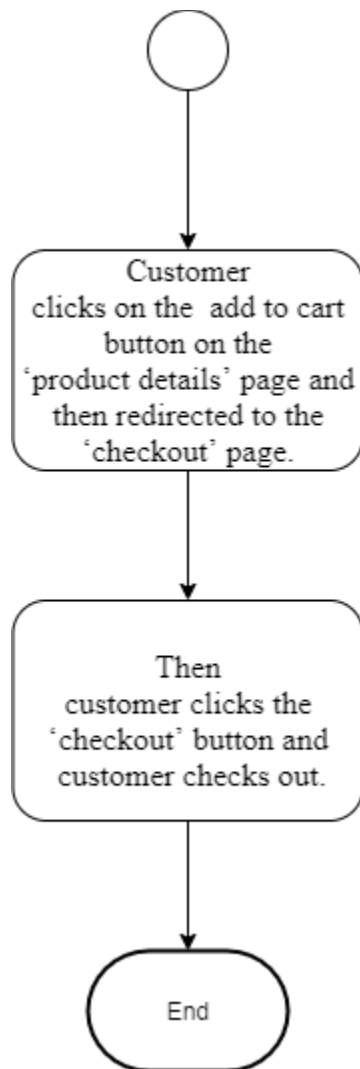 Customer
clicks on the  add to cart
button on the
‘product details’ page and
then redirected to the
‘checkout’ page.
Then
customer clicks the
‘checkout’ button and
customer checks out.
End